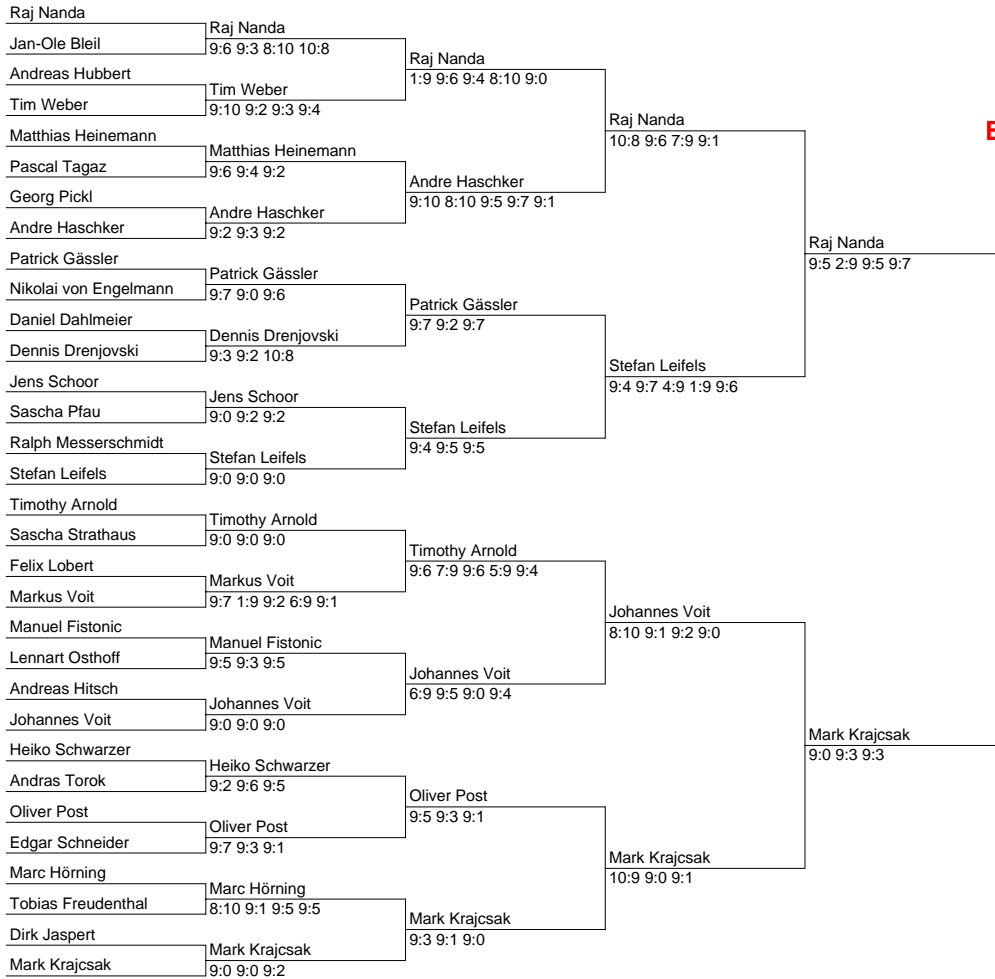 Raj Nanda
Jan-Ole Bleil
Andreas Hubbert
Tim Weber
Matthias Heinemann
Pascal Tagaz
Georg Pickl
Andre Haschker
Patrick Gässler
Nikolai von Engelmann
Daniel Dahlmeier
Dennis Drenjovski
Jens Schoor
Sascha Pfau
Ralph Messerschmidt
Stefan Leifels
Timothy Arnold
Sascha Strathaus
Felix Lobert
Markus Voit
Manuel Fistonic
Lennart Osthoff
Andreas Hitsch
Johannes Voit
Heiko Schwarzer
Andras Torok
Oliver Post
Edgar Schneider
Marc Hörning
Tobias Freudenthal
Dirk Jaspert
Mark Krajcsak
Raj Nanda
9:6 9:3 8:10 10:8
Tim Weber
9:10 9:2 9:3 9:4
Matthias Heinemann
9:6 9:4 9:2
Andre Haschker
9:2 9:3 9:2
Patrick Gässler
9:7 9:0 9:6
Dennis Drenjovski
9:3 9:2 10:8
Jens Schoor
9:0 9:2 9:2
Stefan Leifels
9:0 9:0 9:0
Timothy Arnold
9:0 9:0 9:0
Markus Voit
9:7 1:9 9:2 6:9 9:1
Manuel Fistonic
9:5 9:3 9:5
Johannes Voit
9:0 9:0 9:0
Heiko Schwarzer
9:2 9:6 9:5
Oliver Post
9:7 9:3 9:1
Marc Hörning
8:10 9:1 9:5 9:5
Mark Krajcsak
9:0 9:0 9:2
Raj Nanda
1:9 9:6 9:4 8:10 9:0
Andre Haschker
9:10 8:10 9:5 9:7 9:1
Patrick Gässler
9:7 9:2 9:7
Stefan Leifels
9:4 9:5 9:5
Timothy Arnold
9:6 7:9 9:6 5:9 9:4
Johannes Voit
6:9 9:5 9:0 9:4
Oliver Post
9:5 9:3 9:1
Mark Krajcsak
9:3 9:1 9:0
Raj Nanda
10:8 9:6 7:9 9:1
Stefan Leifels
9:4 9:7 4:9 1:9 9:6
Johannes Voit
8:10 9:1 9:2 9:0
Mark Krajcsak
10:9 9:0 9:1
Raj Nanda
9:5 2:9 9:5 9:7
Mark Krajcsak
9:0 9:3 9:3